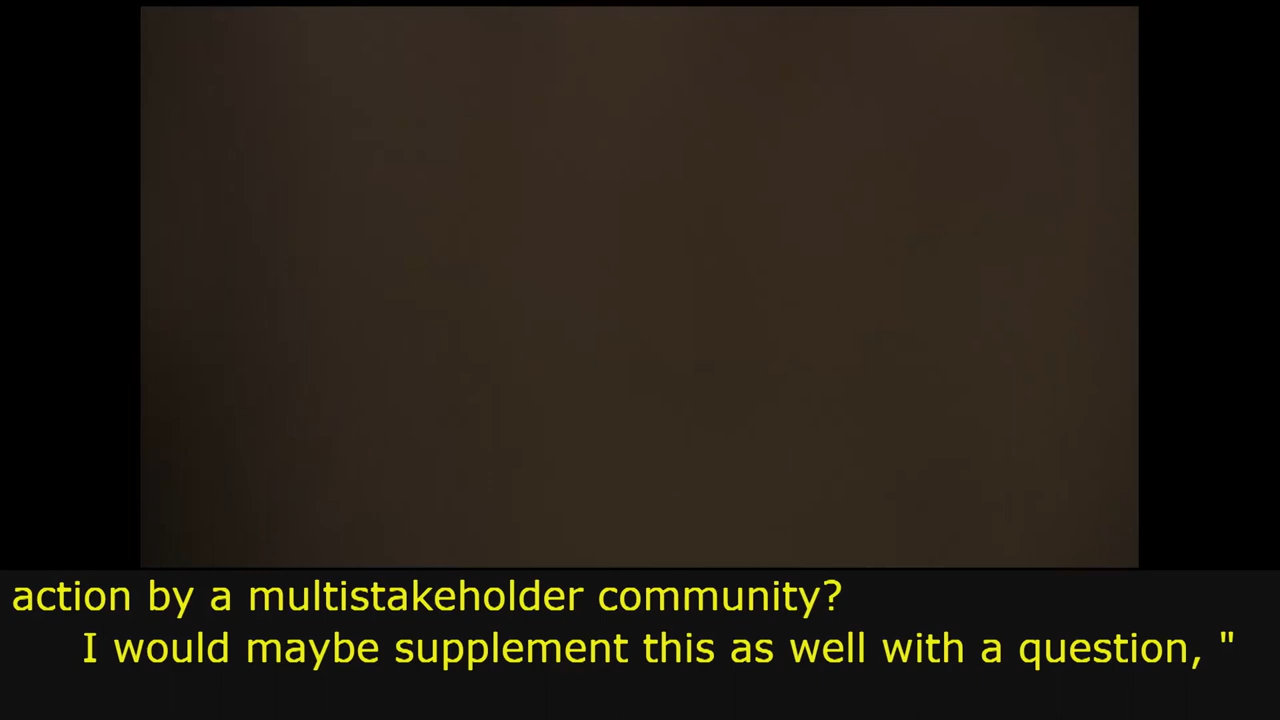 action by a multistakeholder community?
I would maybe supplement this as well with a question, "